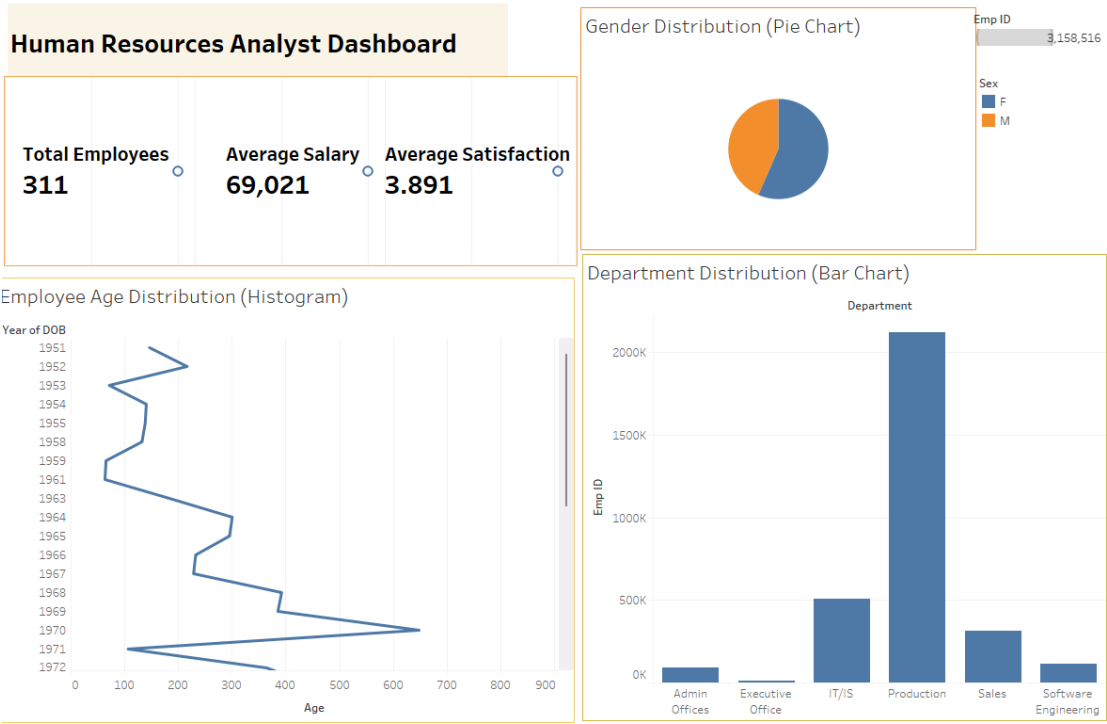 Human Resources Analyst Dashboard
Total Employees
311
Average Salary
69,021
Average Satisfaction
3.891
Gender Distribution (Pie Chart)
Emp ID
3,158,516
Sex
F
M
Employee Age Distribution (Histogram)
Year of DOB
1951
1952
1953
1954
1955
1958
1959
1961
1963
1964
1965
1966
1967
1968
1969
1970
1971
1972
0 100 200 300 400 500 600 700 800 900
Age
Department Distribution (Bar Chart)
Department
2000K
1500K
1000K
500K
0K
Emp ID
Admin Offices
Executive Office
IT/IS
Production
Sales
Software Engineering